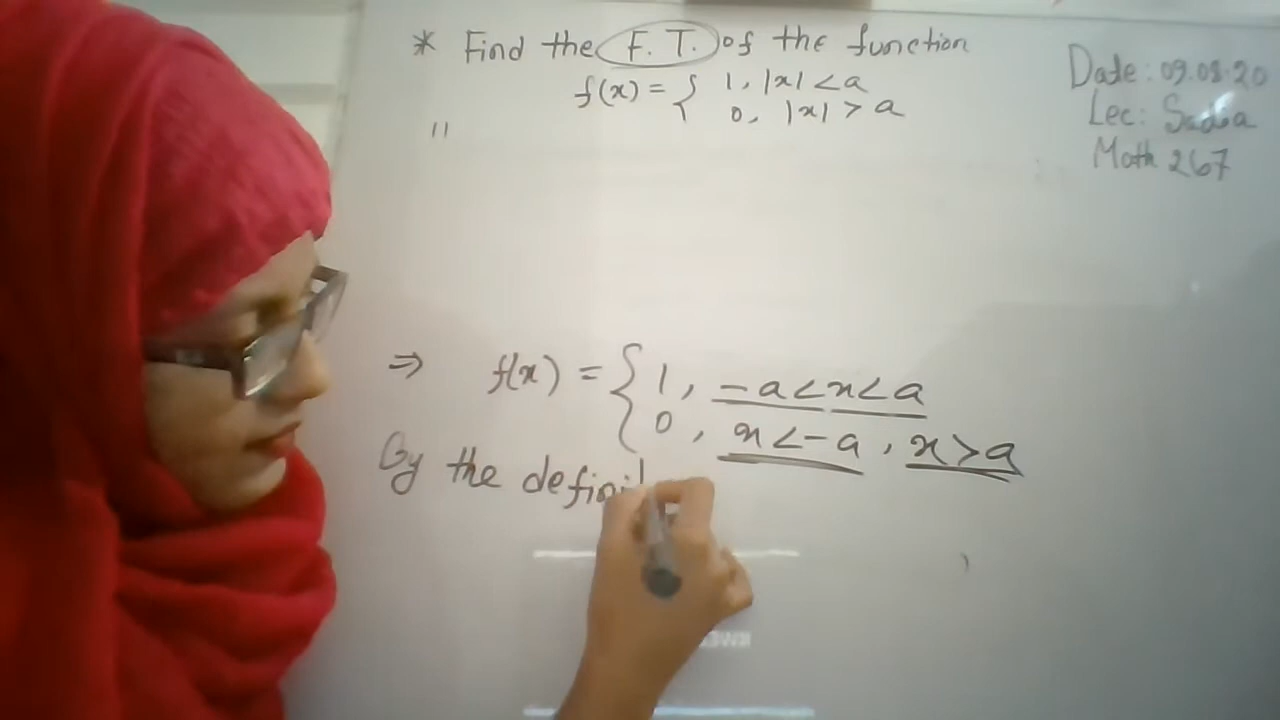 * Find the F. T. of the function
f(x) = { 1, |x| < a
0, |x| > a
Date: 09.08.20
Lec: Sadia
Math 267
⇒ f(x) = { 1, -a < x < a
0, x < -a, x > a
By the defini